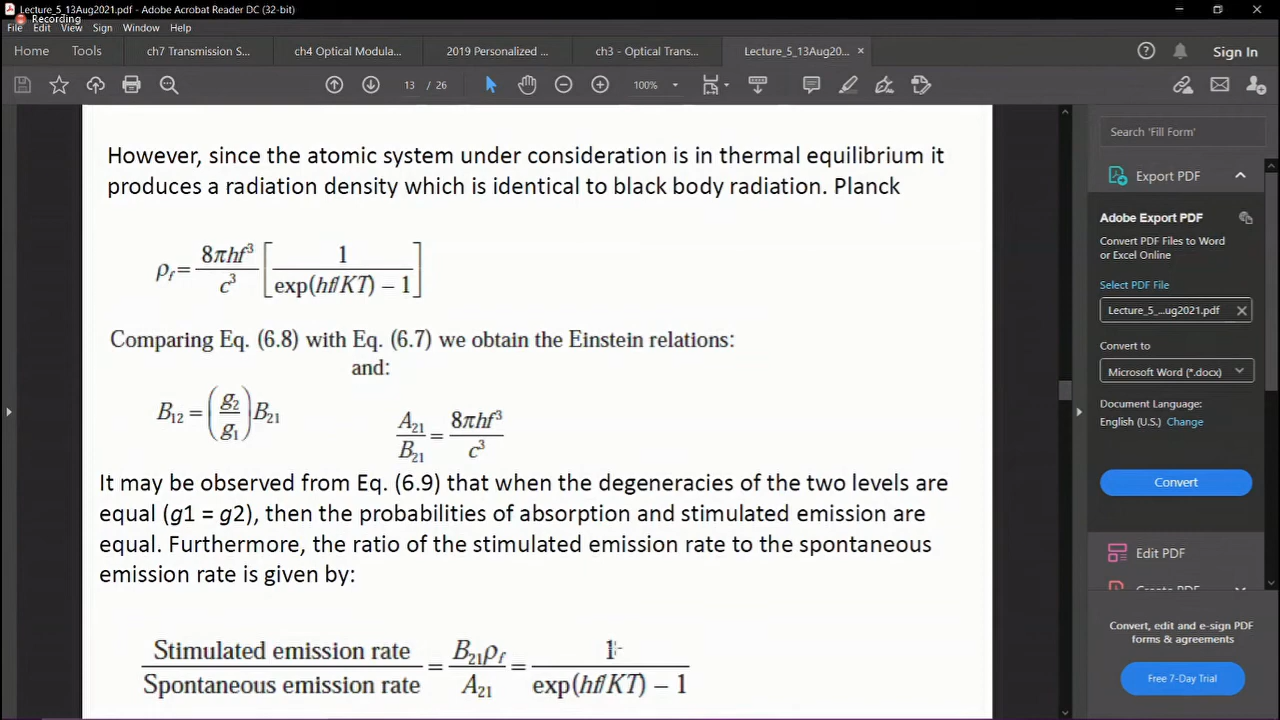 Lecture_5_13Aug2021.pdf - Adobe Acrobat Reader DC (32-bit)
Recording
File Edit View Sign Window Help
Home Tools ch7 Transmission S... ch4 Optical Modula... 2019 Personalized ... ch3 - Optical Trans... Lecture_5_13Aug20... × Sign In
13 / 26 100%
However, since the atomic system under consideration is in thermal equilibrium it
produces a radiation density which is identical to black body radiation. Planck
ρf = 8πhf³/c³ [1/(exp(hf/KT) − 1)]
Comparing Eq. (6.8) with Eq. (6.7) we obtain the Einstein relations:
and:
B₁₂ = (g₂/g₁) B₂₁
A₂₁/B₂₁ = 8πhf³/c³
It may be observed from Eq. (6.9) that when the degeneracies of the two levels are
equal (g1 = g2), then the probabilities of absorption and stimulated emission are
equal. Furthermore, the ratio of the stimulated emission rate to the spontaneous
emission rate is given by:
Stimulated emission rate/Spontaneous emission rate = B₂₁ρf/A₂₁ = 1/(exp(hf/KT) − 1)
Search 'Fill Form'
Export PDF
Adobe Export PDF
Convert PDF Files to Word
or Excel Online
Select PDF File
Lecture_5_...ug2021.pdf
Convert to
Microsoft Word (*.docx)
Document Language:
English (U.S.) Change
Convert
Edit PDF
Create PDF
Convert, edit and e-sign PDF
forms & agreements
Free 7-Day Trial